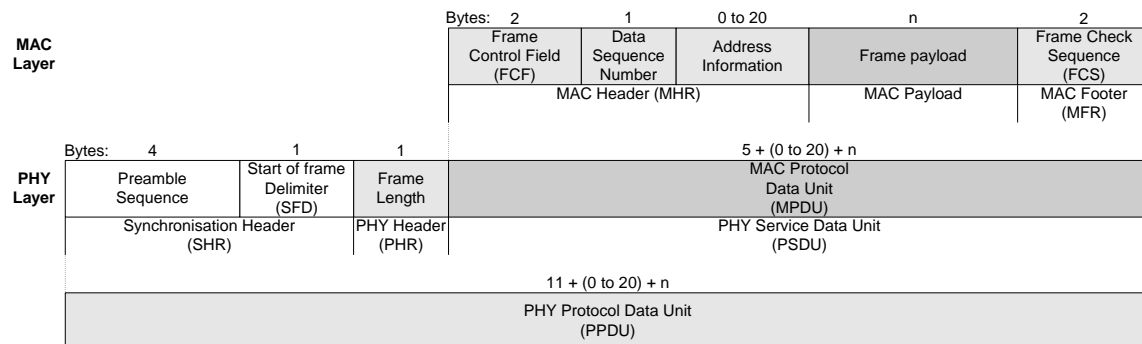 Bytes: 2 1 0 to 20 n 2
MAC
Layer
Frame
Control Field
(FCF)
Data
Sequence
Number
Address
Information
Frame payload
Frame Check
Sequence
(FCS)
MAC Header (MHR)
MAC Payload
MAC Footer
(MFR)
Bytes: 4 1 1 5 + (0 to 20) + n
PHY
Layer
Preamble
Sequence
Start of frame
Delimiter
(SFD)
Frame
Length
MAC Protocol
Data Unit
(MPDU)
Synchronisation Header
(SHR)
PHY Header
(PHR)
PHY Service Data Unit
(PSDU)
11 + (0 to 20) + n
PHY Protocol Data Unit
(PPDU)